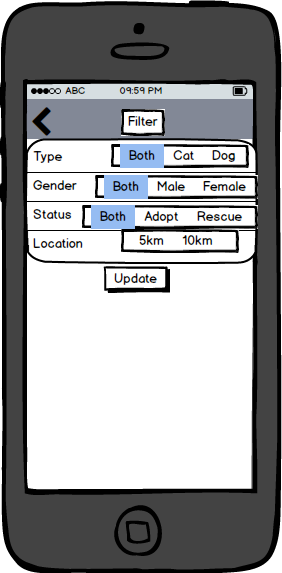 ABC 09:59 PM
Filter
Type Both Cat Dog
Gender Both Male Female
Status Both Adopt Rescue
Location 5km 10km
Update